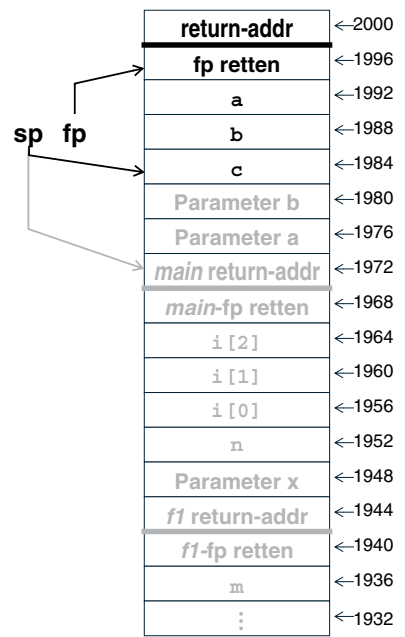 return-addr ←2000
fp retten ←1996
a ←1992
b ←1988
sp fp
c ←1984
Parameter b ←1980
Parameter a ←1976
main return-addr ←1972
main-fp retten ←1968
i[2] ←1964
i[1] ←1960
i[0] ←1956
n ←1952
Parameter x ←1948
f1 return-addr ←1944
f1-fp retten ←1940
m ←1936
⋮ ←1932